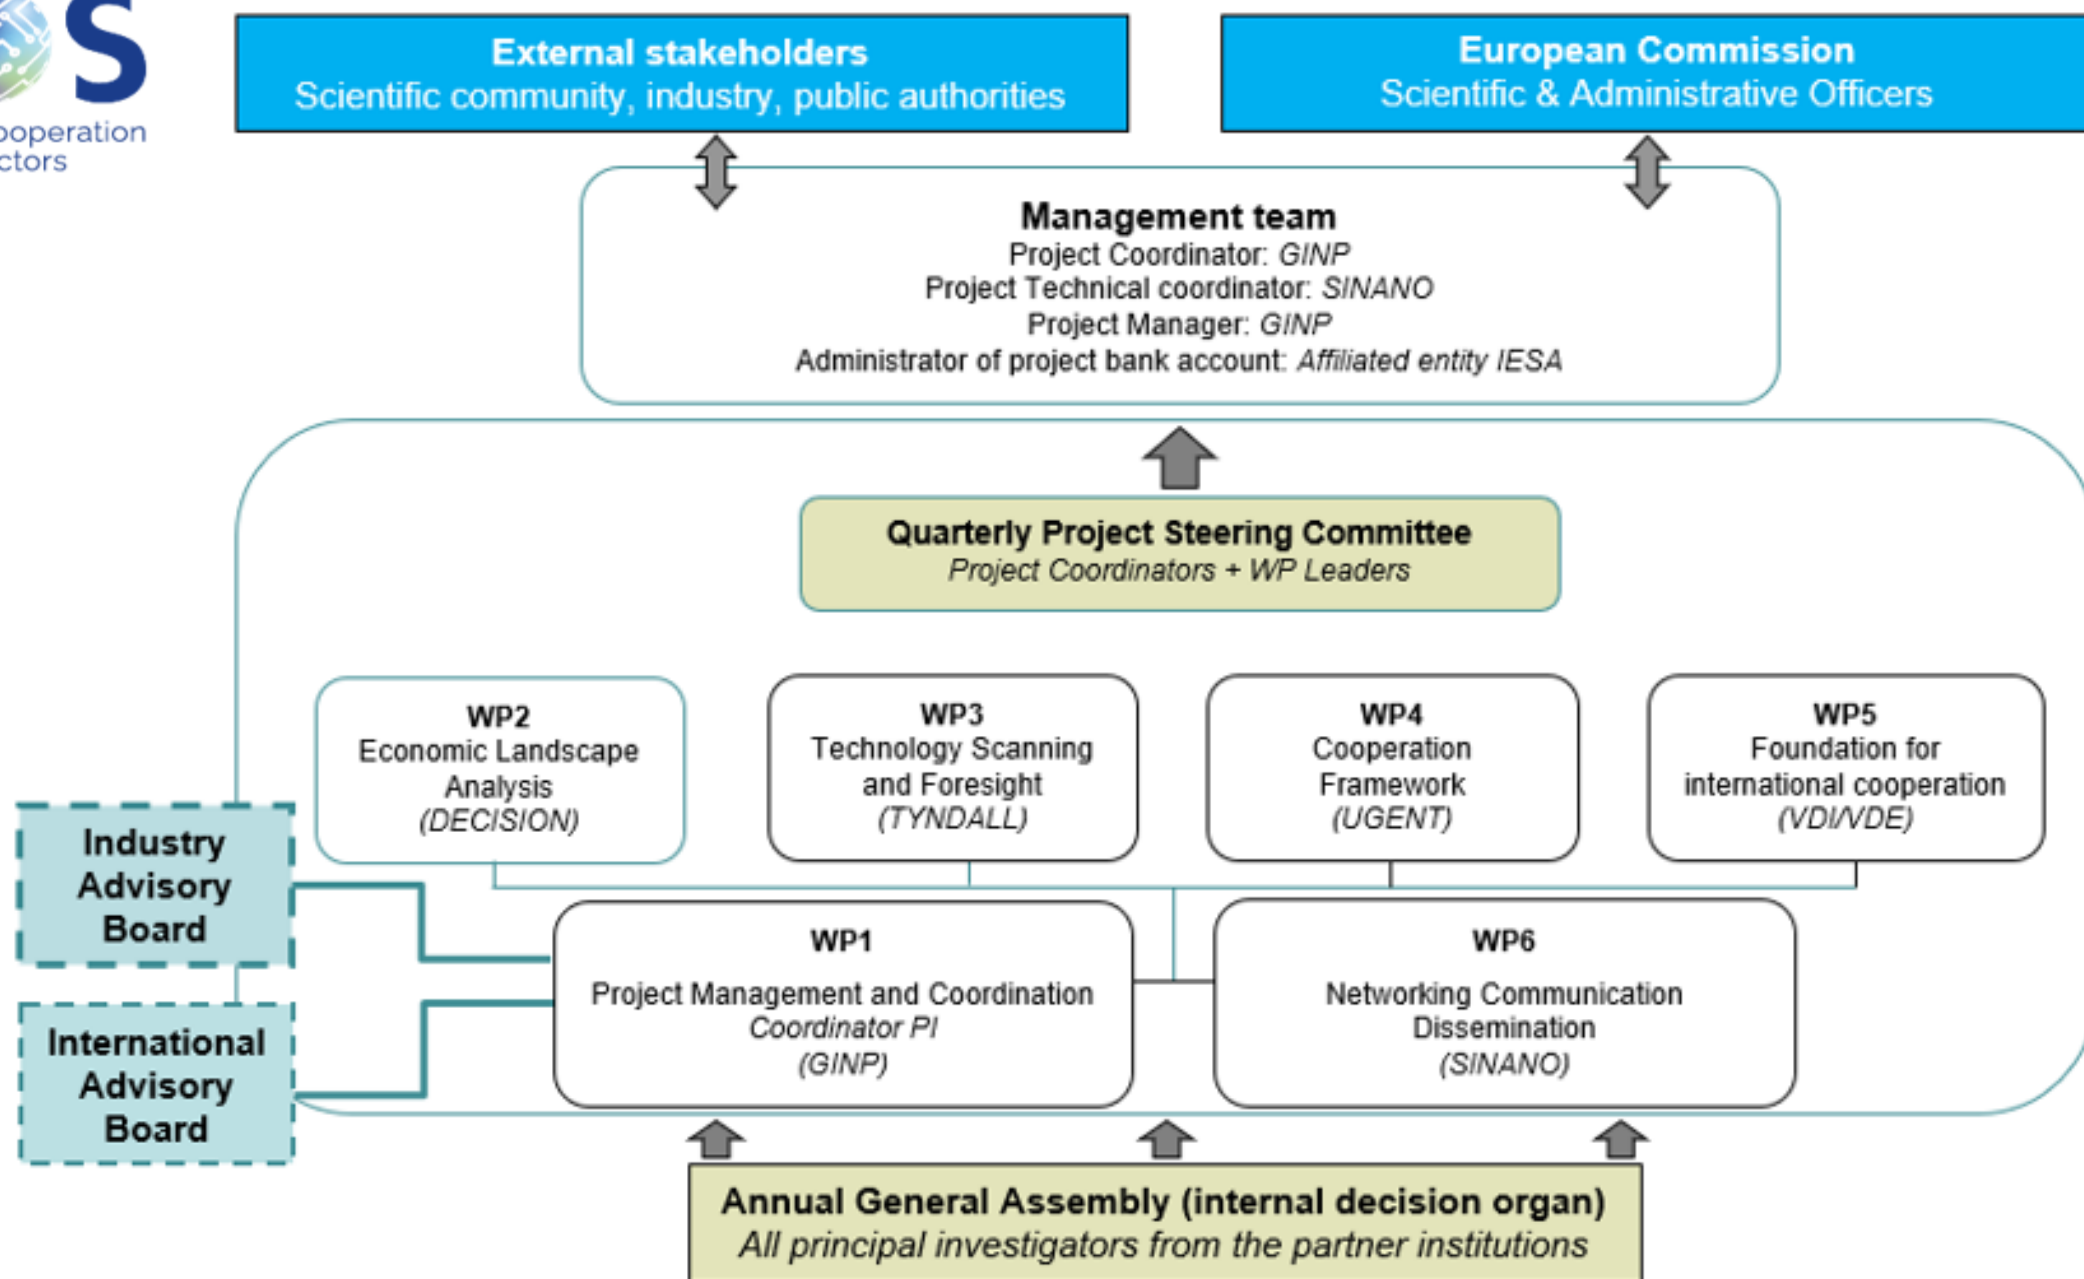 OS
ooperation
ctors
External stakeholders
Scientific community, industry, public authorities
European Commission
Scientific & Administrative Officers
Management team
Project Coordinator: GINP
Project Technical coordinator: SINANO
Project Manager: GINP
Administrator of project bank account: Affiliated entity IESA
Quarterly Project Steering Committee
Project Coordinators + WP Leaders
WP2
Economic Landscape
Analysis
(DECISION)
WP3
Technology Scanning
and Foresight
(TYNDALL)
WP4
Cooperation
Framework
(UGENT)
WP5
Foundation for
international cooperation
(VDI/VDE)
Industry
Advisory
Board
International
Advisory
Board
WP1
Project Management and Coordination
Coordinator PI
(GINP)
WP6
Networking Communication
Dissemination
(SINANO)
Annual General Assembly (internal decision organ)
All principal investigators from the partner institutions